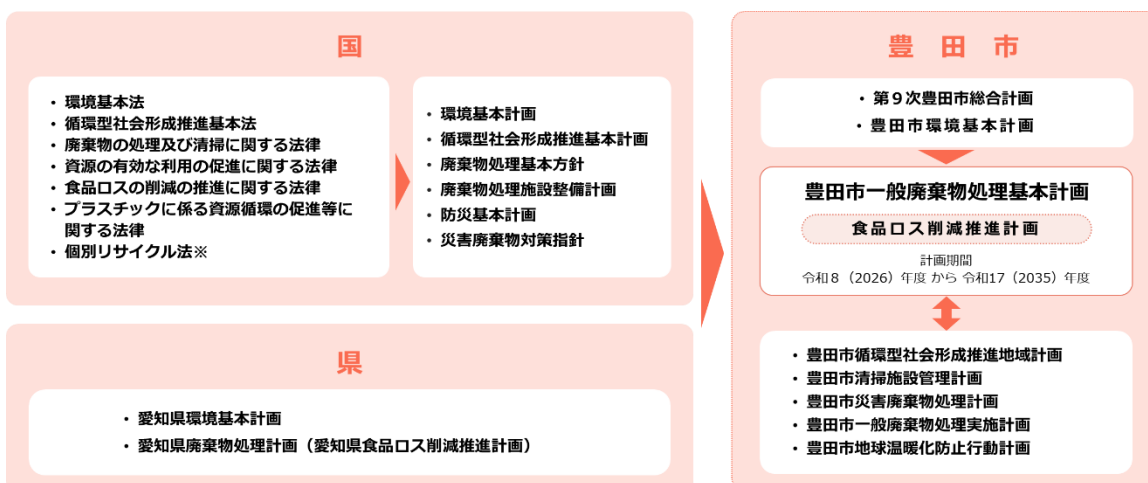 国
・ 環境基本法
・ 循環型社会形成推進基本法
・ 廃棄物の処理及び清掃に関する法律
・ 資源の有効な利用の促進に関する法律
・ 食品ロスの削減の推進に関する法律
・ プラスチックに係る資源循環の促進等に
関する法律
・ 個別リサイクル法※
・ 環境基本計画
・ 循環型社会形成推進基本計画
・ 廃棄物処理基本方針
・ 廃棄物処理施設整備計画
・ 防災基本計画
・ 災害廃棄物対策指針
県
・ 愛知県環境基本計画
・ 愛知県廃棄物処理計画（愛知県食品ロス削減推進計画）
豊田市
・ 第９次豊田市総合計画
・ 豊田市環境基本計画
豊田市一般廃棄物処理基本計画
食品ロス削減推進計画
計画期間
令和８（2026）年度 から 令和17（2035）年度
・ 豊田市循環型社会形成推進地域計画
・ 豊田市清掃施設管理計画
・ 豊田市災害廃棄物処理計画
・ 豊田市一般廃棄物処理実施計画
・ 豊田市地球温暖化防止行動計画